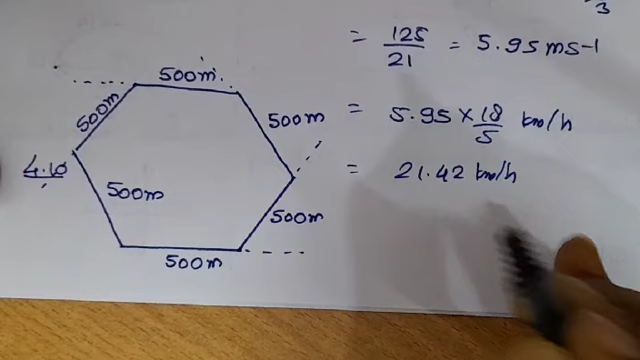 3
= 125/21 = 5.95 ms-1
500m
500m
500m
= 5.95 × 18/5 km/h
4.10
500m
= 21.42 km/h
500m
500m